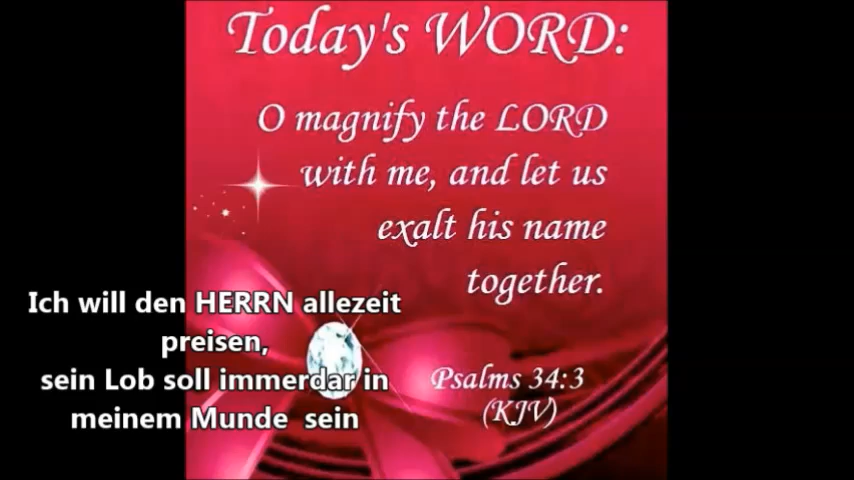 Today's WORD:
O magnify the LORD
with me, and let us
exalt his name
together.
Psalms 34:3
(KJV)
Ich will den HERRN allezeit
preisen,
sein Lob soll immerdar in
meinem Munde sein